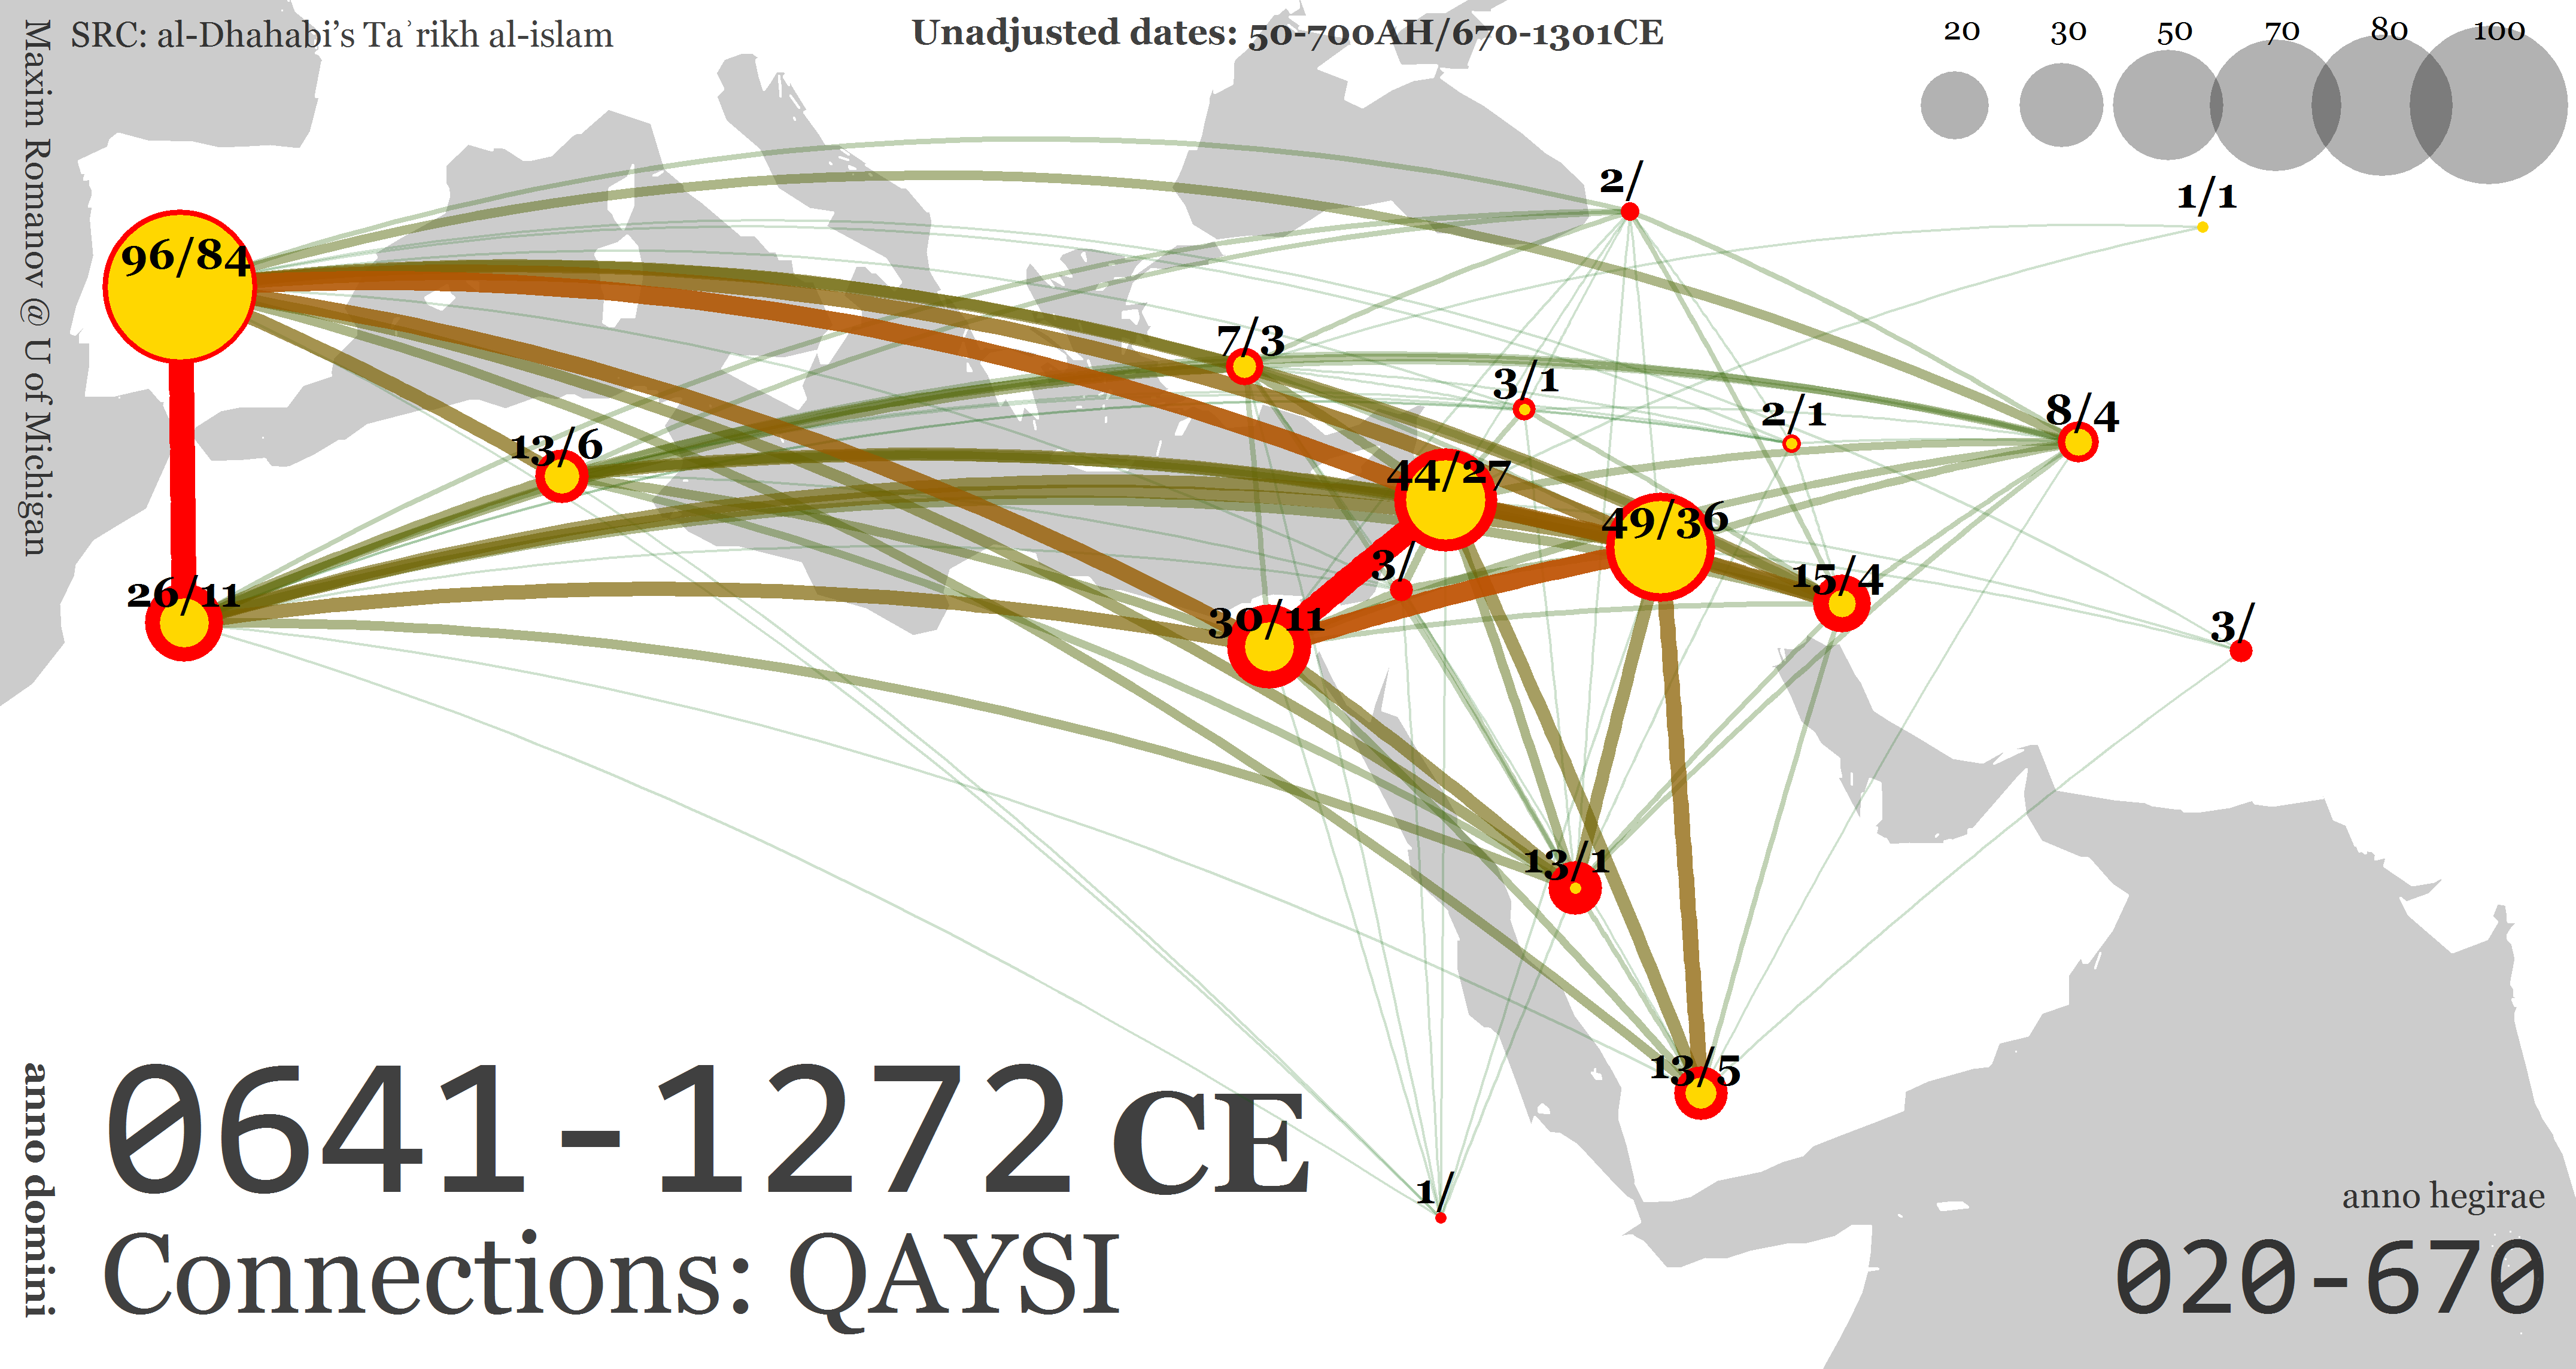 SRC: al-Dhahabi’s Taʾrikh al-islam
Unadjusted dates: 50-700AH/670-1301CE
20 30 50 70 80 100
Maxim Romanov @ U of Michigan
2/
1/1
96/84
7/3
3/1
2/1
8/4
13/6
44/27
49/36
3/
15/4
26/11
30/11
3/
13/1
13/5
1/
anno domini
0641-1272 CE
Connections: QAYSI
anno hegirae
020-670